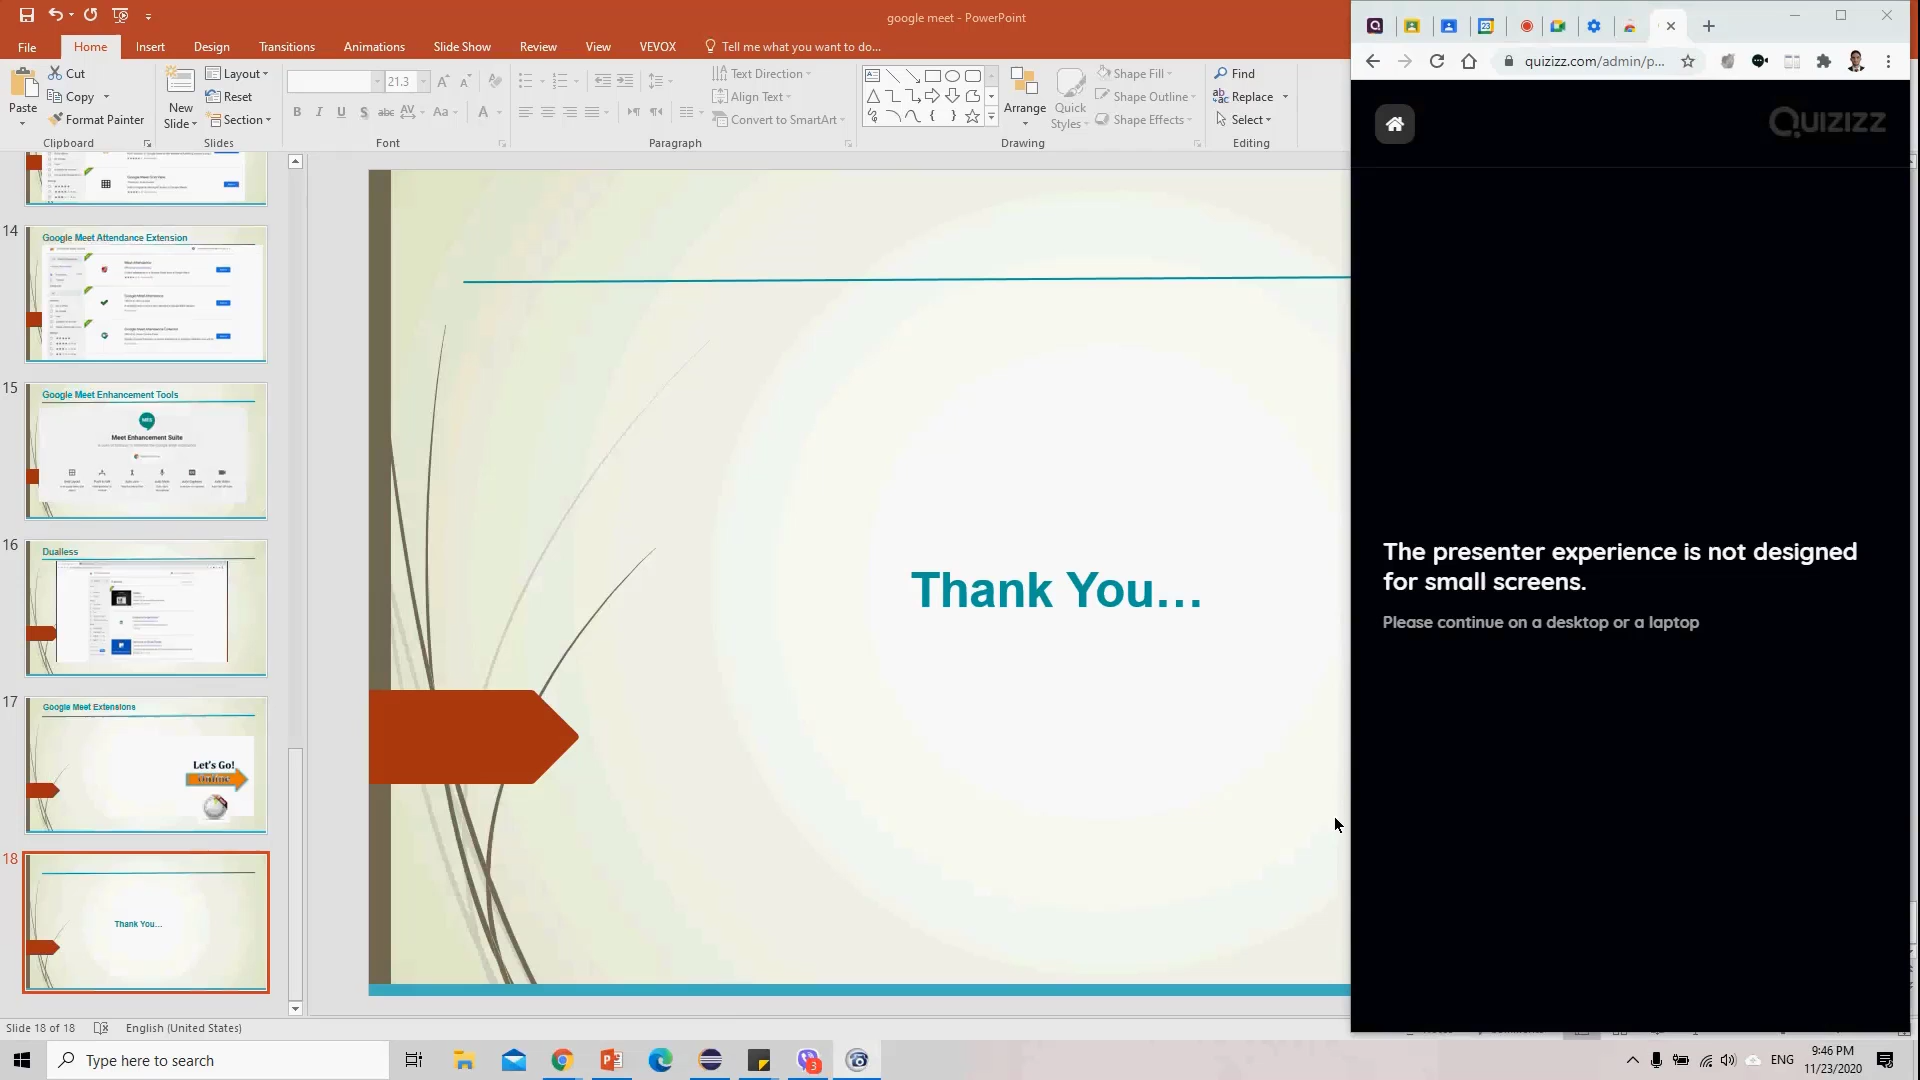 google meet - PowerPoint
File Home Insert Design Transitions Animations Slide Show Review View VEVOX Tell me what you want to do...
quizizz.com/admin/p...
Paste
Cut
Copy
Format Painter
Clipboard
New
Slide
Layout
Reset
Section
Slides
21.3
Font
Text Direction
Align Text
Convert to SmartArt
Paragraph
Arrange
Quick
Styles
Shape Fill
Shape Outline
Shape Effects
Drawing
Find
Replace
Select
Editing
QUIZIZZ
14
Google Meet Attendance Extension
15
Google Meet Enhancement Tools
Meet Enhancement Suite
16
Dualless
17
Google Meet Extensions
Let's Go!
Online
18
Thank You...
Thank You...
The presenter experience is not designed
for small screens.
Please continue on a desktop or a laptop
Slide 18 of 18 English (United States)
Type here to search
3
ENG
9:46 PM
11/23/2020